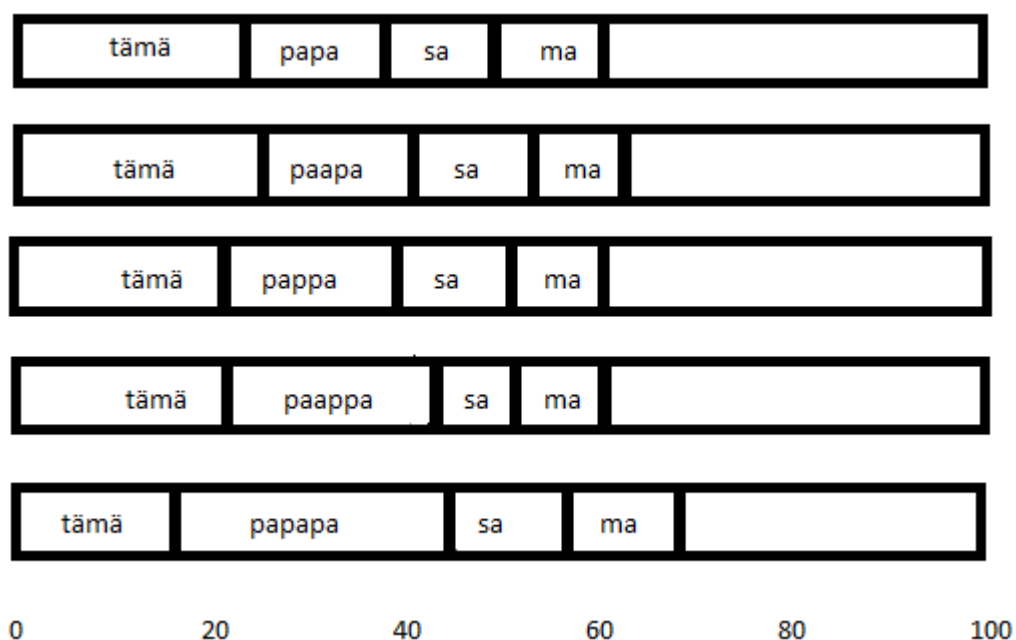 tämä papa sa ma
tämä paapa sa ma
tämä pappa sa ma
tämä paappa sa ma
tämä papapa sa ma
0 20 40 60 80 100